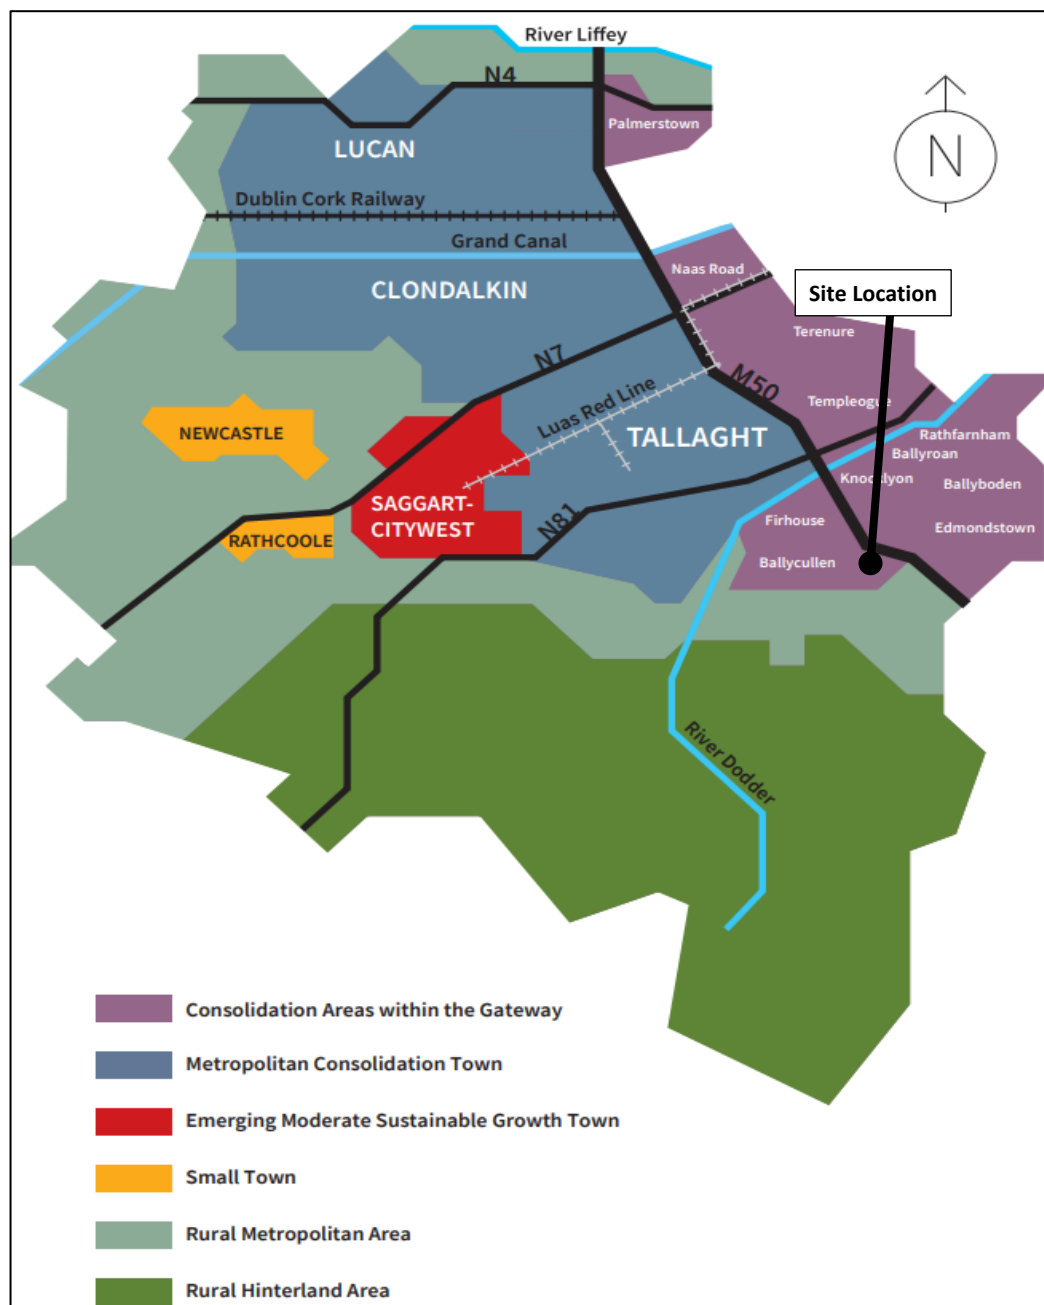 River Liffey
N4
Palmerstown
N
LUCAN
Dublin Cork Railway
Grand Canal
Naas Road
CLONDALKIN
Site Location
Terenure
N7
M50
Luas Red Line
Templeogue
NEWCASTLE
TALLAGHT
Rathfarnham
Ballyroan
Knocklyon
Ballyboden
SAGGART-
CITYWEST
N81
Firhouse
Edmondstown
RATHCOOLE
Ballycullen
River Dodder
Consolidation Areas within the Gateway
Metropolitan Consolidation Town
Emerging Moderate Sustainable Growth Town
Small Town
Rural Metropolitan Area
Rural Hinterland Area